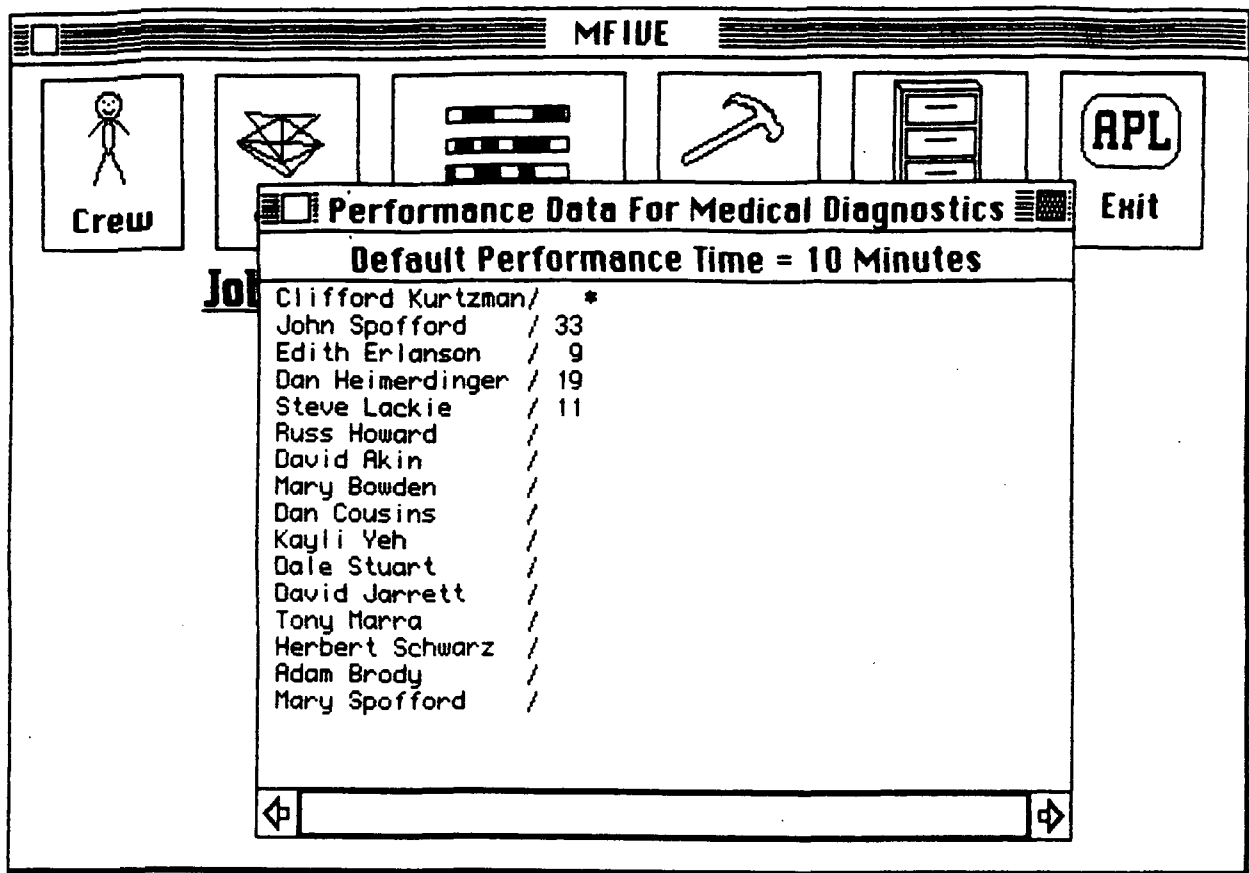 MFIVE
Crew
APL
Exit
Performance Data For Medical Diagnostics
Default Performance Time = 10 Minutes
Clifford Kurtzman/ *
John Spofford / 33
Edith Erlanson / 9
Dan Heimerdinger / 19
Steve Lackie / 11
Russ Howard /
David Akin /
Mary Bowden /
Dan Cousins /
Kayli Yeh /
Dale Stuart /
David Jarrett /
Tony Marra /
Herbert Schwarz /
Adam Brody /
Mary Spofford /